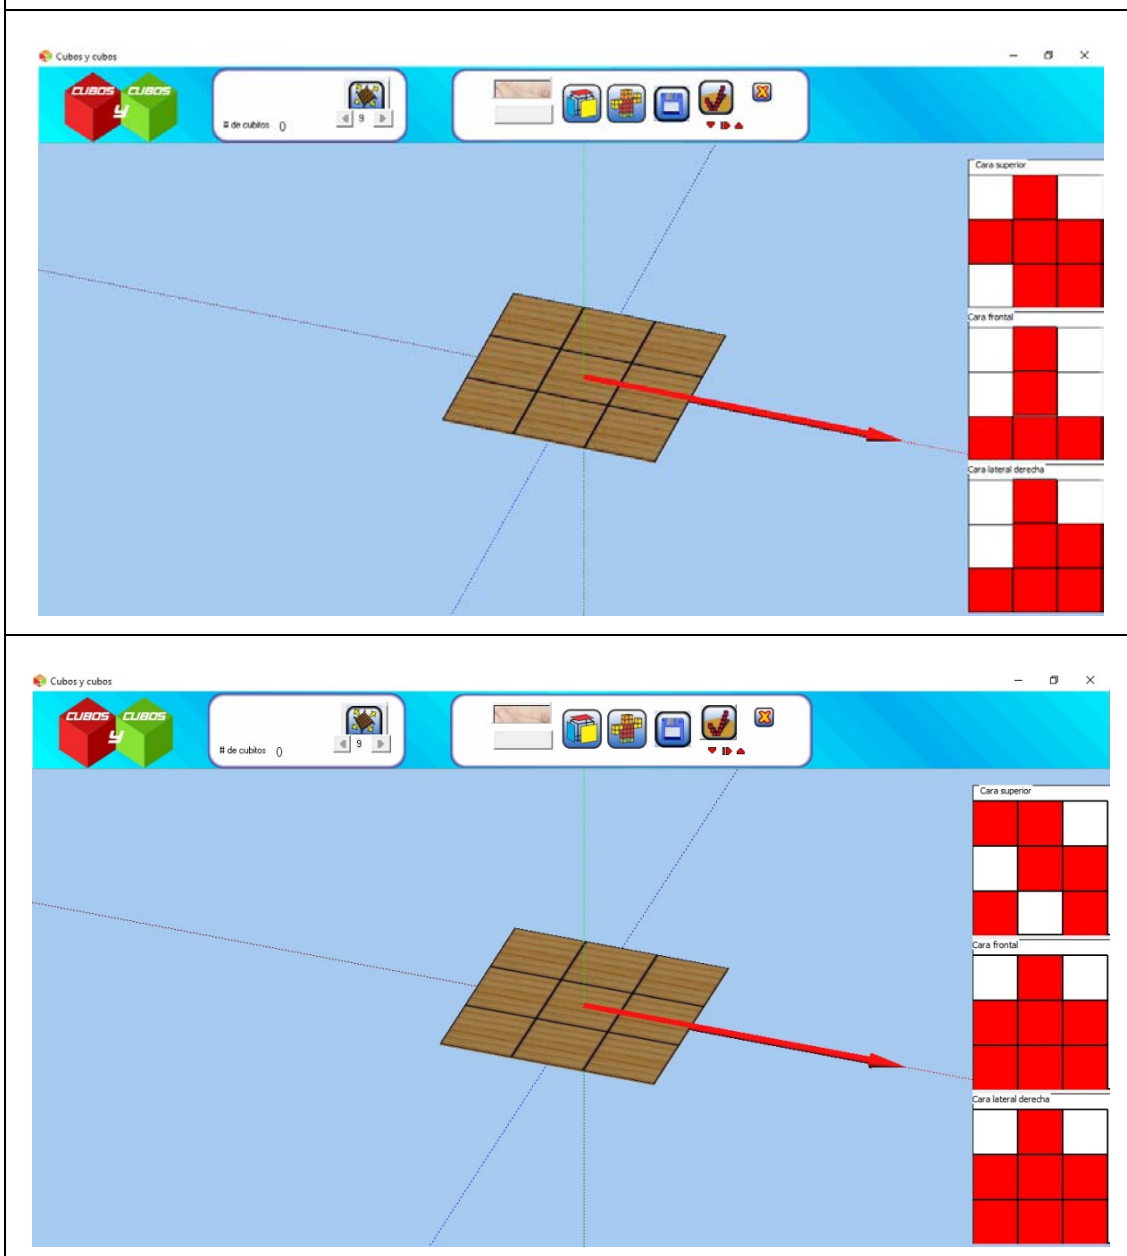 Cubos y cubos
CUBOS CUBOS
y
# de cubitos 0
9
Cara superior
Cara frontal
Cara lateral derecha
Cubos y cubos
CUBOS CUBOS
y
# de cubitos 0
9
Cara superior
Cara frontal
Cara lateral derecha